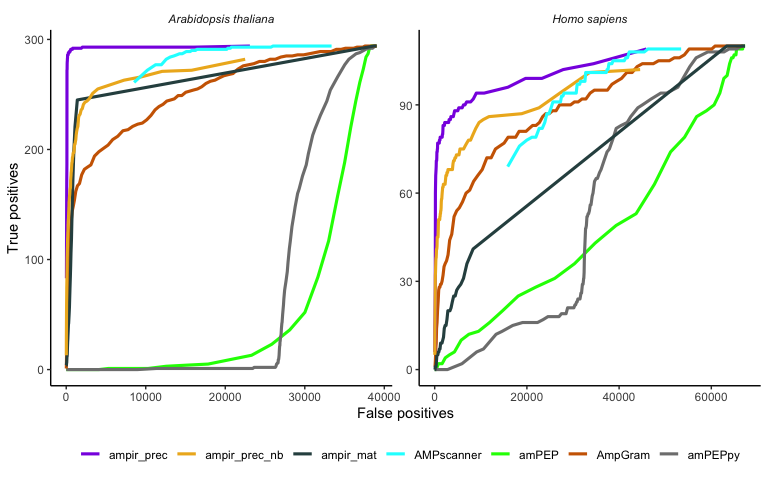 Arabidopsis thaliana
Homo sapiens
True positives
300
200
100
0
90
60
30
0
0 10000 20000 30000 40000
0 20000 40000 60000
False positives
ampir_prec ampir_prec_nb ampir_mat AMPscanner amPEP AmpGram amPEPpy